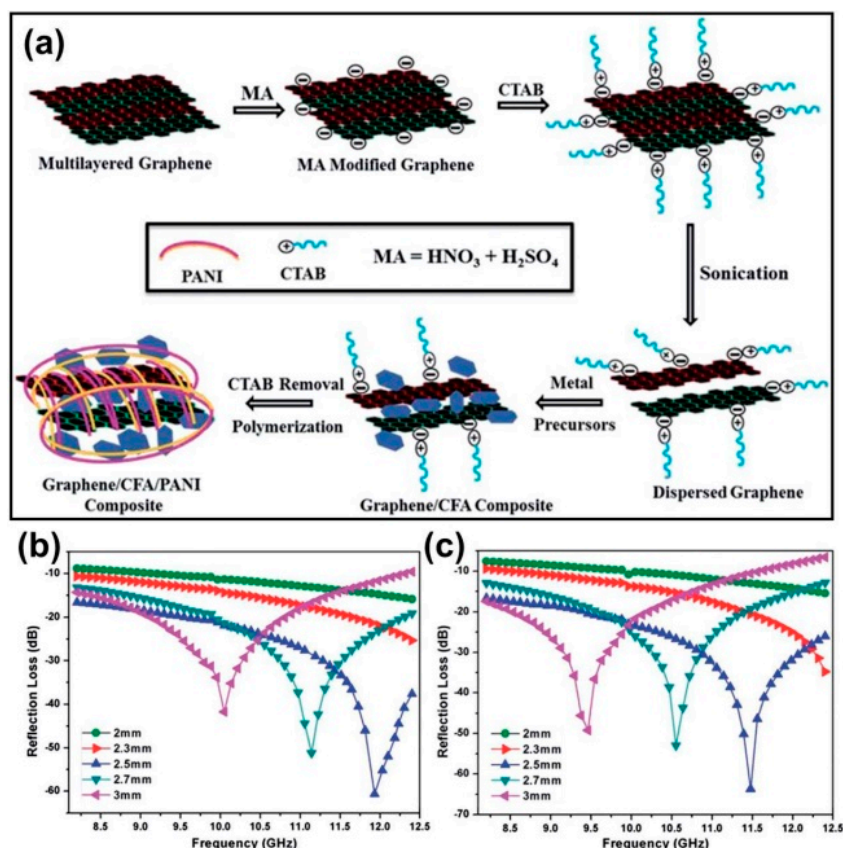 (a)
MA
CTAB
Multilayered Graphene
MA Modified Graphene
PANI
CTAB
MA = HNO3 + H2SO4
Sonication
CTAB Removal
Polymerization
Metal
Precursors
Graphene/CFA/PANI
Composite
Graphene/CFA Composite
Dispersed Graphene
(b)
-10
-20
-30
-40
-50
-60
Reflection Loss (dB)
2mm
2.3mm
2.5mm
2.7mm
3mm
8.5 9.0 9.5 10.0 10.5 11.0 11.5 12.0 12.5
Frequency (GHz)
(c)
-10
-20
-30
-40
-50
-60
-70
Reflection Loss (dB)
2mm
2.3mm
2.5mm
2.7mm
3mm
8.5 9.0 9.5 10.0 10.5 11.0 11.5 12.0 12.5
Frequency (GHz)